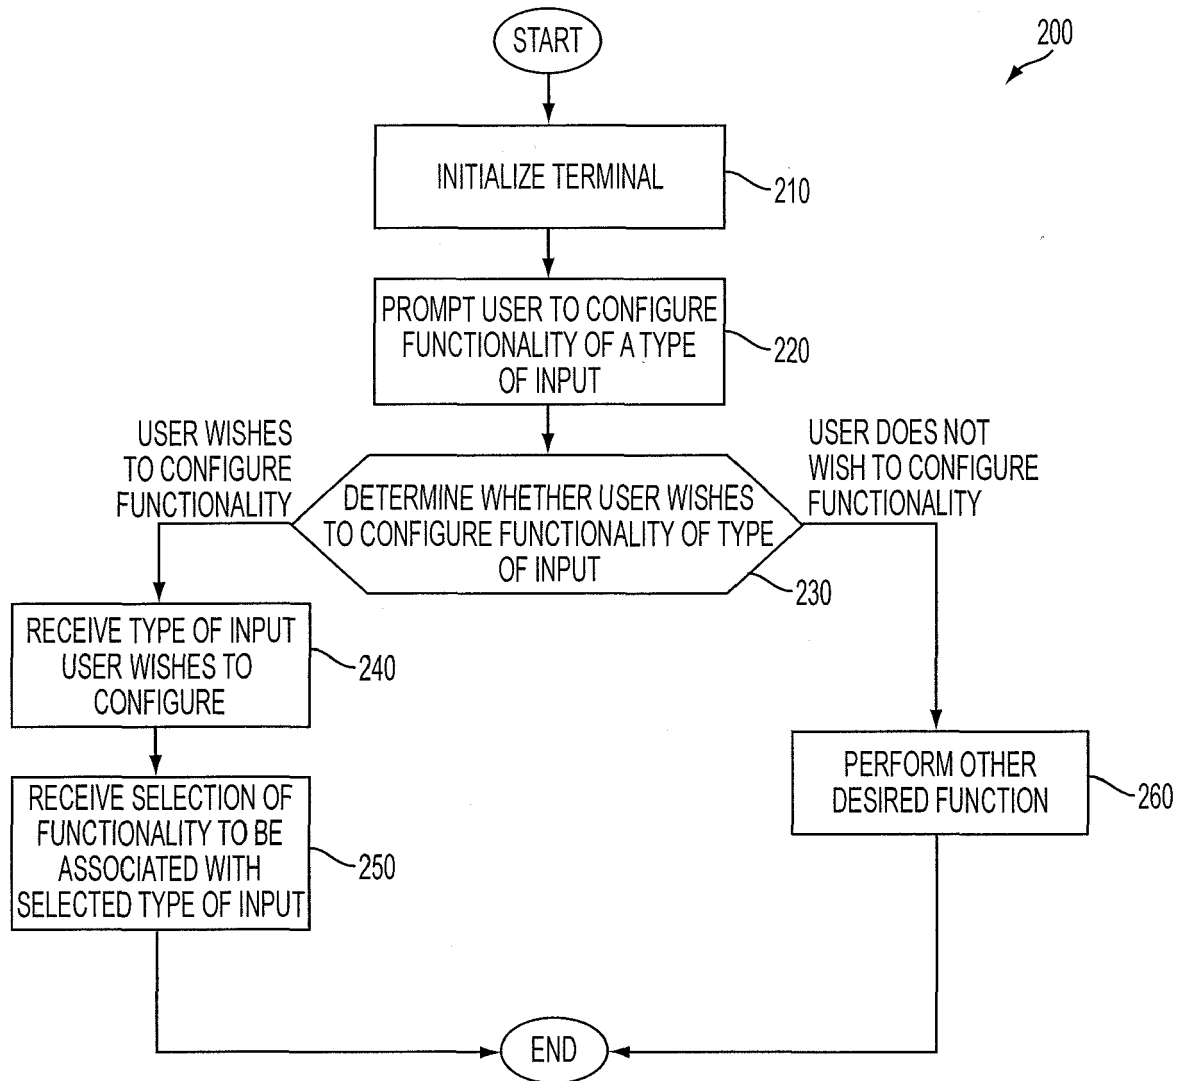 START
200
INITIALIZE TERMINAL
210
PROMPT USER TO CONFIGURE
FUNCTIONALITY OF A TYPE
OF INPUT
220
USER WISHES
TO CONFIGURE
FUNCTIONALITY
USER DOES NOT
WISH TO CONFIGURE
FUNCTIONALITY
DETERMINE WHETHER USER WISHES
TO CONFIGURE FUNCTIONALITY OF TYPE
OF INPUT
230
RECEIVE TYPE OF INPUT
USER WISHES TO
CONFIGURE
240
RECEIVE SELECTION OF
FUNCTIONALITY TO BE
ASSOCIATED WITH
SELECTED TYPE OF INPUT
250
PERFORM OTHER
DESIRED FUNCTION
260
END